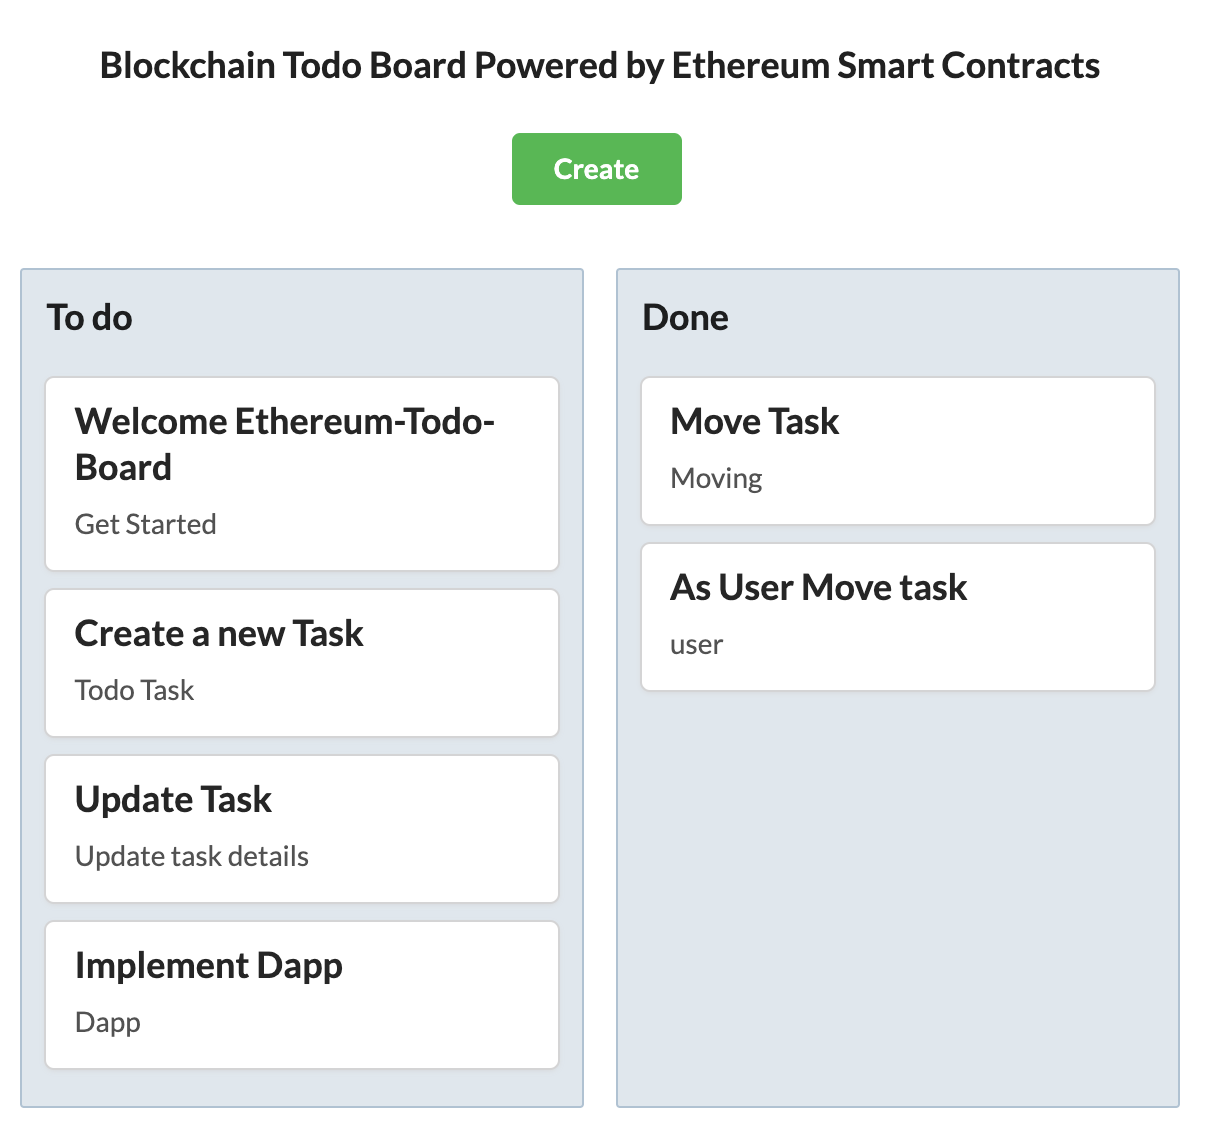 Blockchain Todo Board Powered by Ethereum Smart Contracts
Create
To do
Welcome Ethereum-Todo-
Board
Get Started
Create a new Task
Todo Task
Update Task
Update task details
Implement Dapp
Dapp
Done
Move Task
Moving
As User Move task
user